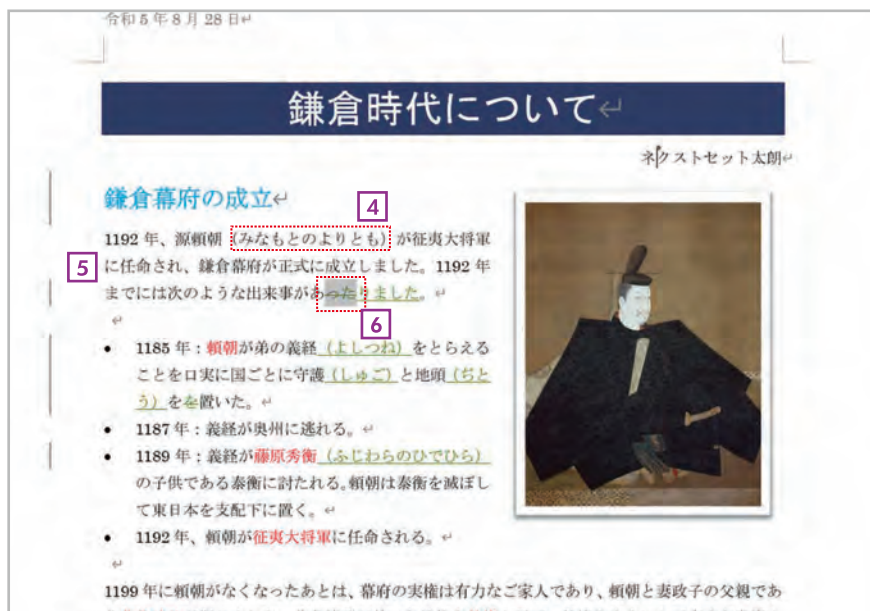 令和5年8月28日↵
鎌倉時代について↵
ネクストセット太朗↵
鎌倉幕府の成立↵
4
1192 年、源頼朝（みなもとのよりとも）が征夷大将軍
5
に任命され、鎌倉幕府が正式に成立しました。1192 年
までには次のような出来事があったりました。↵
6
↵
• 1185 年：頼朝が弟の義経（よしつね）をとらえる
ことを口実に国ごとに守護（しゅご）と地頭（ぢと
う）をを置いた。↵
• 1187 年：義経が奥州に逃れる。↵
• 1189 年：義経が藤原秀衡（ふじわらのひでひら）
の子供である泰衡に討たれる。頼朝は泰衡を滅ぼし
て東日本を支配下に置く。↵
• 1192 年、頼朝が征夷大将軍に任命される。↵
↵
1199 年に頼朝がなくなったあとは、幕府の実権は有力なご家人であり、頼朝と妻政子の父親であ